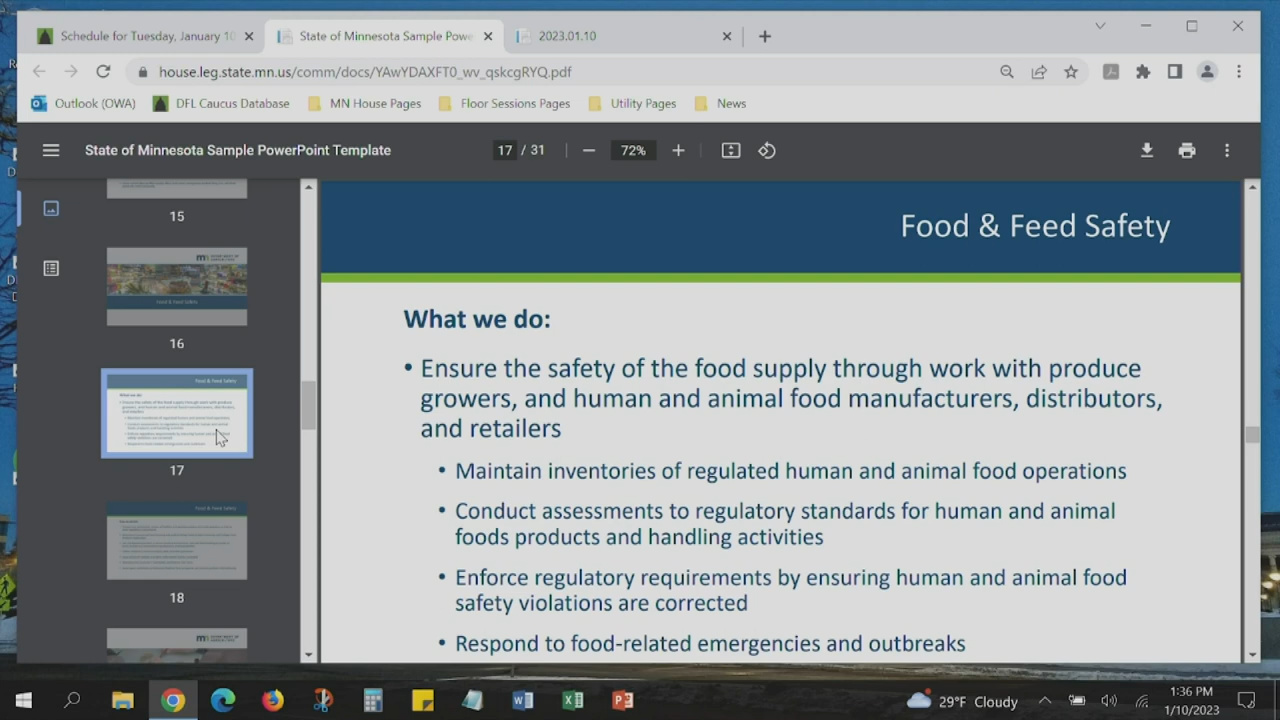 Schedule for Tuesday, January 10
State of Minnesota Sample Powe
2023.01.10
house.leg.state.mn.us/comm/docs/YAwYDAXFT0_wv_qskcgRYQ.pdf
Outlook (OWA)
DFL Caucus Database
MN House Pages
Floor Sessions Pages
Utility Pages
News
State of Minnesota Sample PowerPoint Template
17 / 31
72%
15
16
17
18
Food & Feed Safety
What we do:
• Ensure the safety of the food supply through work with produce
growers, and human and animal food manufacturers, distributors,
and retailers
• Maintain inventories of regulated human and animal food operations
• Conduct assessments to regulatory standards for human and animal
foods products and handling activities
• Enforce regulatory requirements by ensuring human and animal food
safety violations are corrected
• Respond to food-related emergencies and outbreaks
29°F Cloudy
1:36 PM
1/10/2023